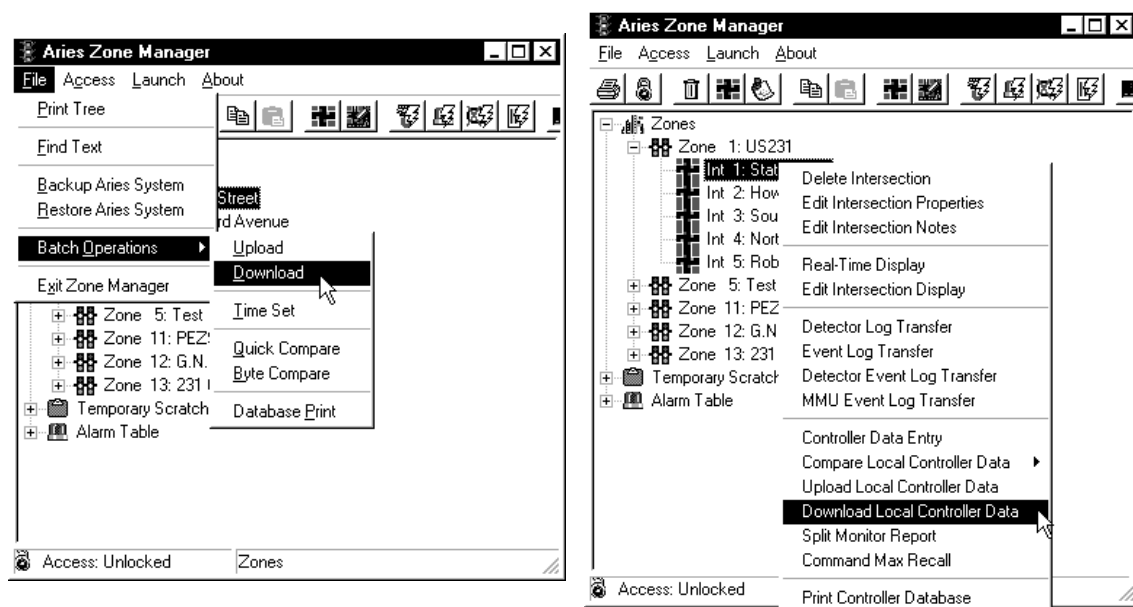 Aries Zone Manager
File Access Launch About
Print Tree
Find Text
Backup Aries System
Restore Aries System
Batch Operations
Exit Zone Manager
Street
rd Avenue
Upload
Download
Time Set
Quick Compare
Byte Compare
Database Print
Zone 5: Test
Zone 11: PEZ
Zone 12: G.N.
Zone 13: 231
Temporary Scratch
Alarm Table
Access: Unlocked Zones
Aries Zone Manager
File Access Launch About
Zones
Zone 1: US231
Int 1: Stat
Int 2: How
Int 3: Sou
Int 4: Nort
Int 5: Rob
Zone 5: Test
Zone 11: PEZ
Zone 12: G.N
Zone 13: 231
Temporary Scratch
Alarm Table
Delete Intersection
Edit Intersection Properties
Edit Intersection Notes
Real-Time Display
Edit Intersection Display
Detector Log Transfer
Event Log Transfer
Detector Event Log Transfer
MMU Event Log Transfer
Controller Data Entry
Compare Local Controller Data
Upload Local Controller Data
Download Local Controller Data
Split Monitor Report
Command Max Recall
Print Controller Database
Access: Unlocked